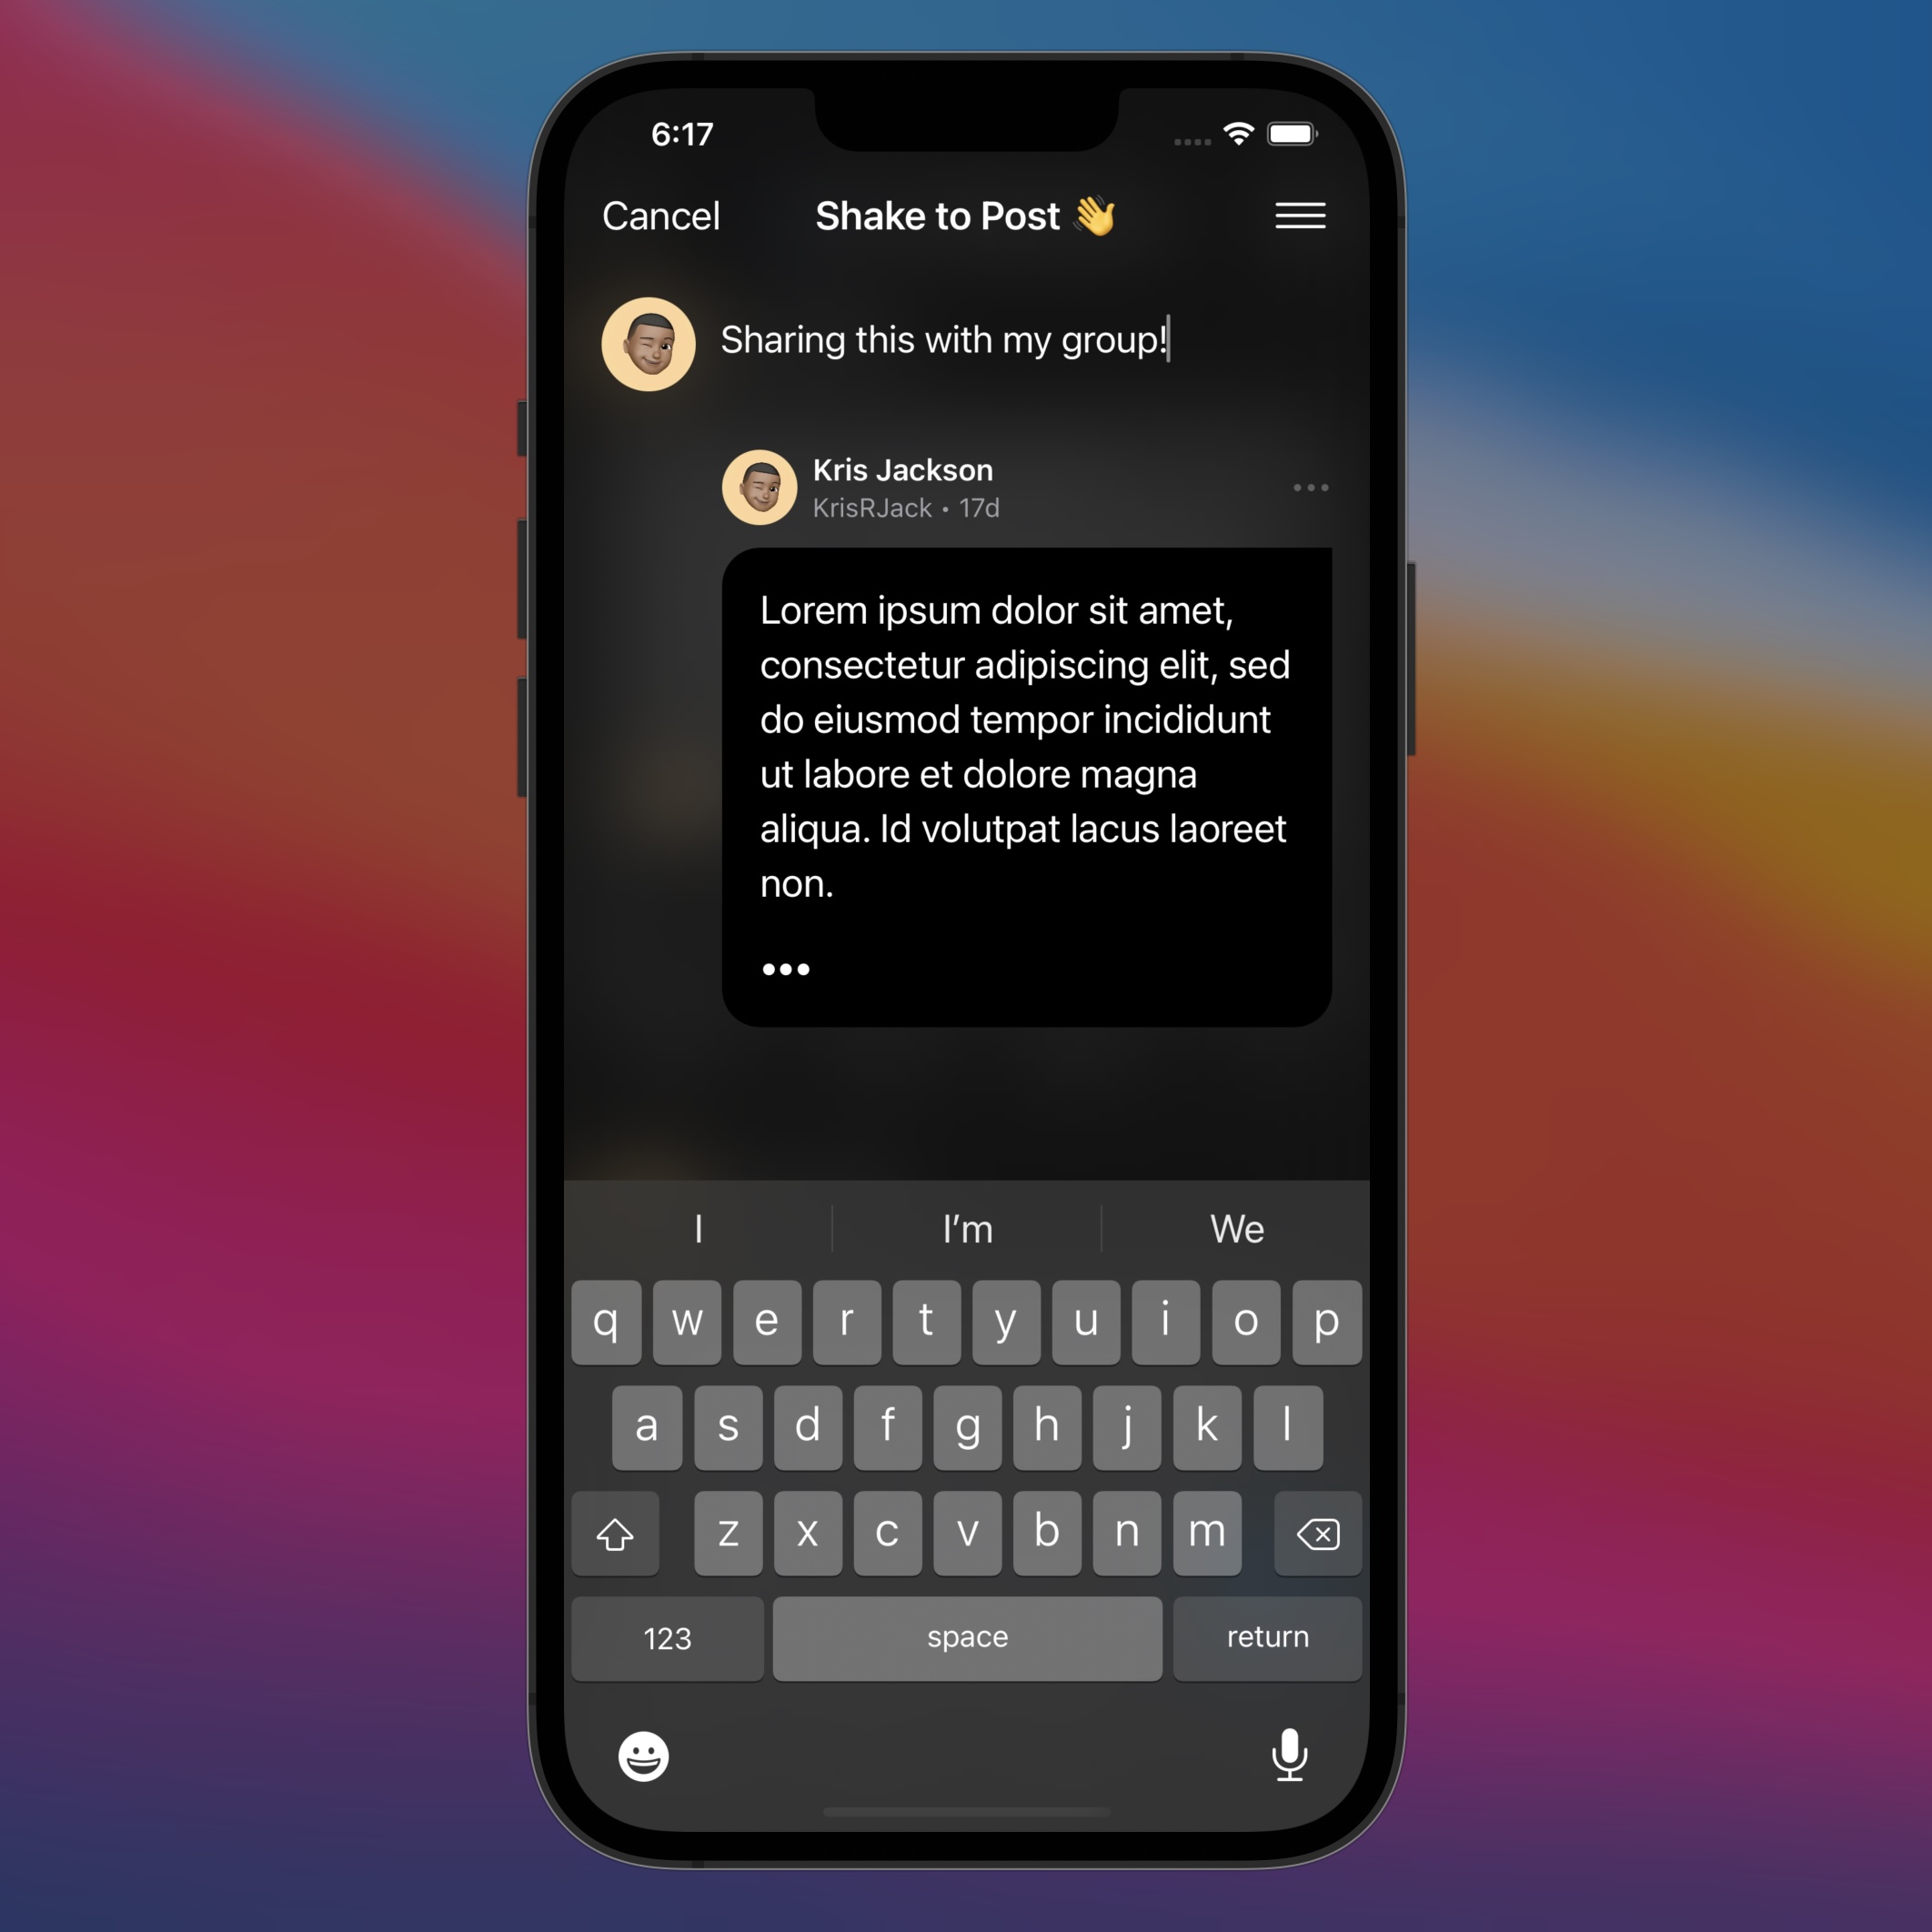 6:17
Cancel Shake to Post 👋
Sharing this with my group!
Kris Jackson
KrisRJack • 17d
•••
Lorem ipsum dolor sit amet,
consectetur adipiscing elit, sed
do eiusmod tempor incididunt
ut labore et dolore magna
aliqua. Id volutpat lacus laoreet
non.
•••
I I’m We
q w e r t y u i o p
a s d f g h j k l
z x c v b n m
123 space return